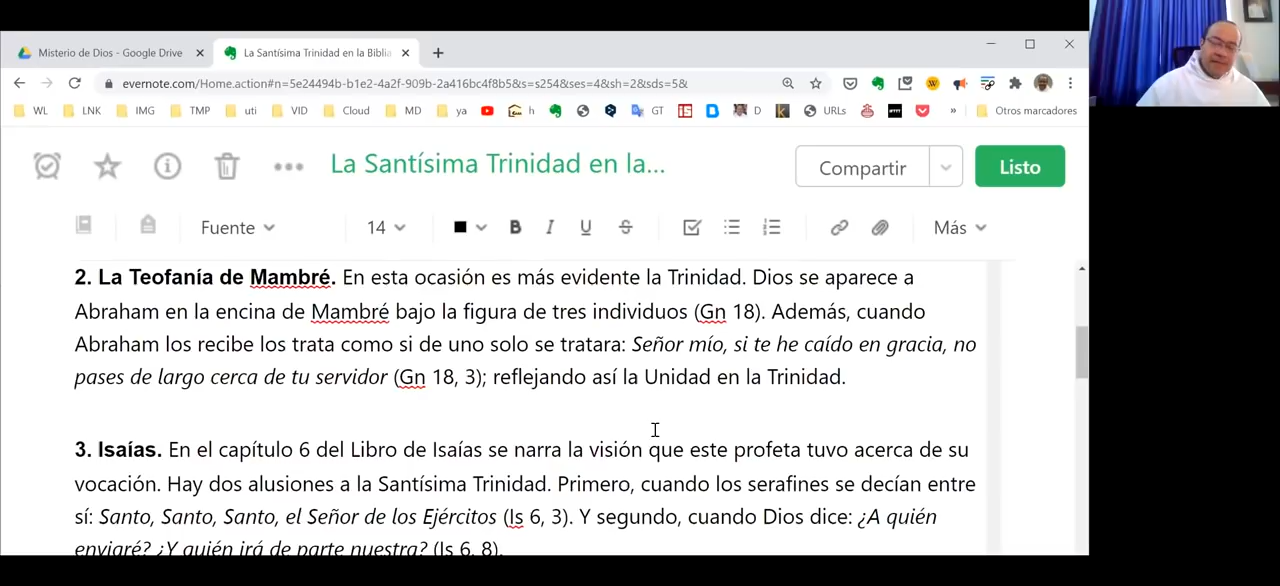 Misterio de Dios - Google Drive
La Santísima Trinidad en la Biblia
evernote.com/Home.action#n=5e24494b-b1e2-4a2f-909b-2a416bc4f8b5&s=s254&ses=4&sh=2&sds=5&
WL LNK IMG TMP uti VID Cloud MD ya h GT D URLs » Otros marcadores
La Santísima Trinidad en la...
Compartir
Listo
Fuente 14 B I U S Más
2. La Teofanía de Mambré. En esta ocasión es más evidente la Trinidad. Dios se aparece a
Abraham en la encina de Mambré bajo la figura de tres individuos (Gn 18). Además, cuando
Abraham los recibe los trata como si de uno solo se tratara: Señor mío, si te he caído en gracia, no
pases de largo cerca de tu servidor (Gn 18, 3); reflejando así la Unidad en la Trinidad.
3. Isaías. En el capítulo 6 del Libro de Isaías se narra la visión que este profeta tuvo acerca de su
vocación. Hay dos alusiones a la Santísima Trinidad. Primero, cuando los serafines se decían entre
sí: Santo, Santo, Santo, el Señor de los Ejércitos (Is 6, 3). Y segundo, cuando Dios dice: ¿A quién
enviaré? ¿Y quién irá de parte nuestra? (Is 6, 8).